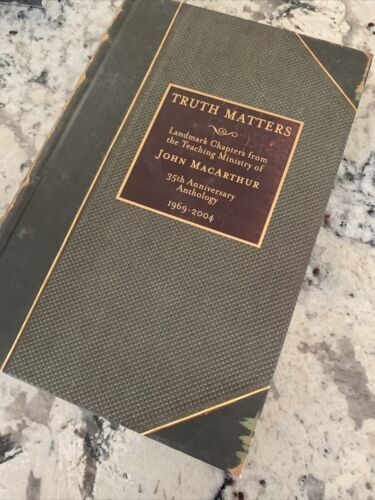 TRUTH MATTERS
Landmark Chapters from
the Teaching Ministry of
JOHN MACARTHUR
35th Anniversary
Anthology
1969-2004